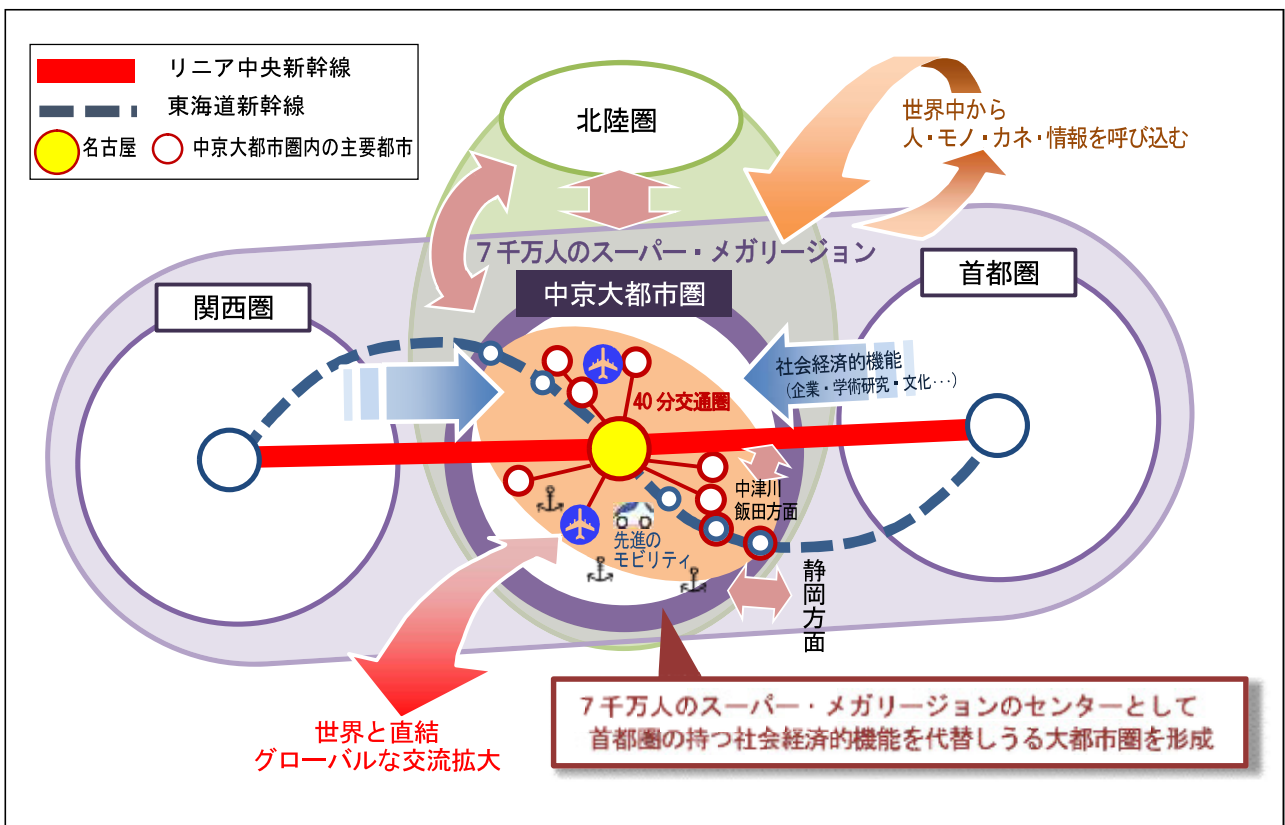 リニア中央新幹線
東海道新幹線
名古屋
中京大都市圏内の主要都市
北陸圏
世界中から
人・モノ・カネ・情報を呼び込む
7千万人のスーパー・メガリージョン
関西圏
中京大都市圏
首都圏
社会経済的機能
(企業・学術研究・文化･･･)
40分交通圏
中津川
飯田方面
先進の
モビリティ
静岡方面
世界と直結
グローバルな交流拡大
7千万人のスーパー・メガリージョンのセンターとして
首都圏の持つ社会経済的機能を代替しうる大都市圏を形成